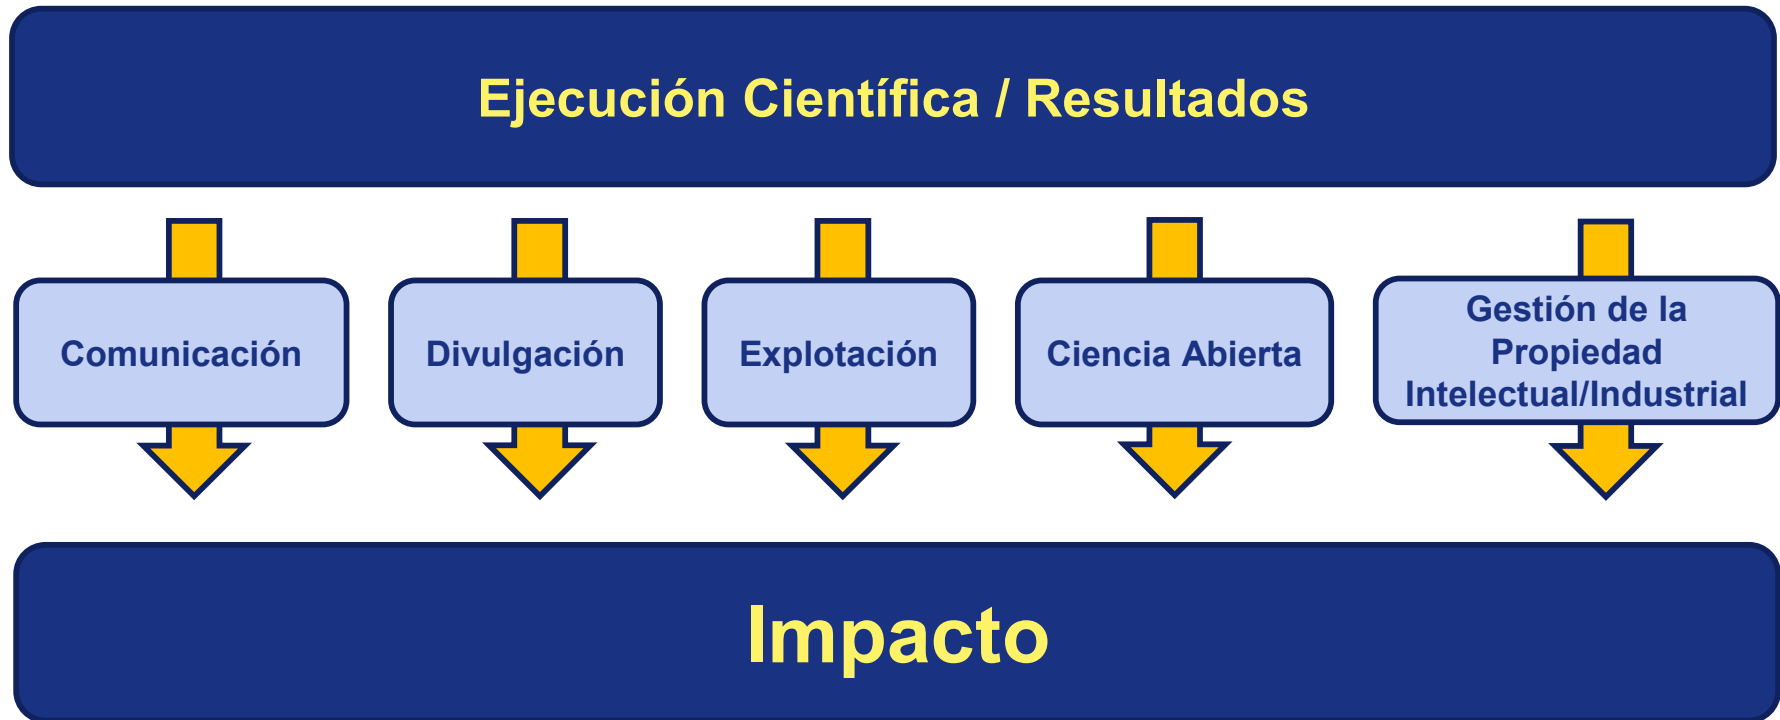 Ejecución Científica / Resultados
Comunicación
Divulgación
Explotación
Ciencia Abierta
Gestión de la
Propiedad
Intelectual/Industrial
Impacto